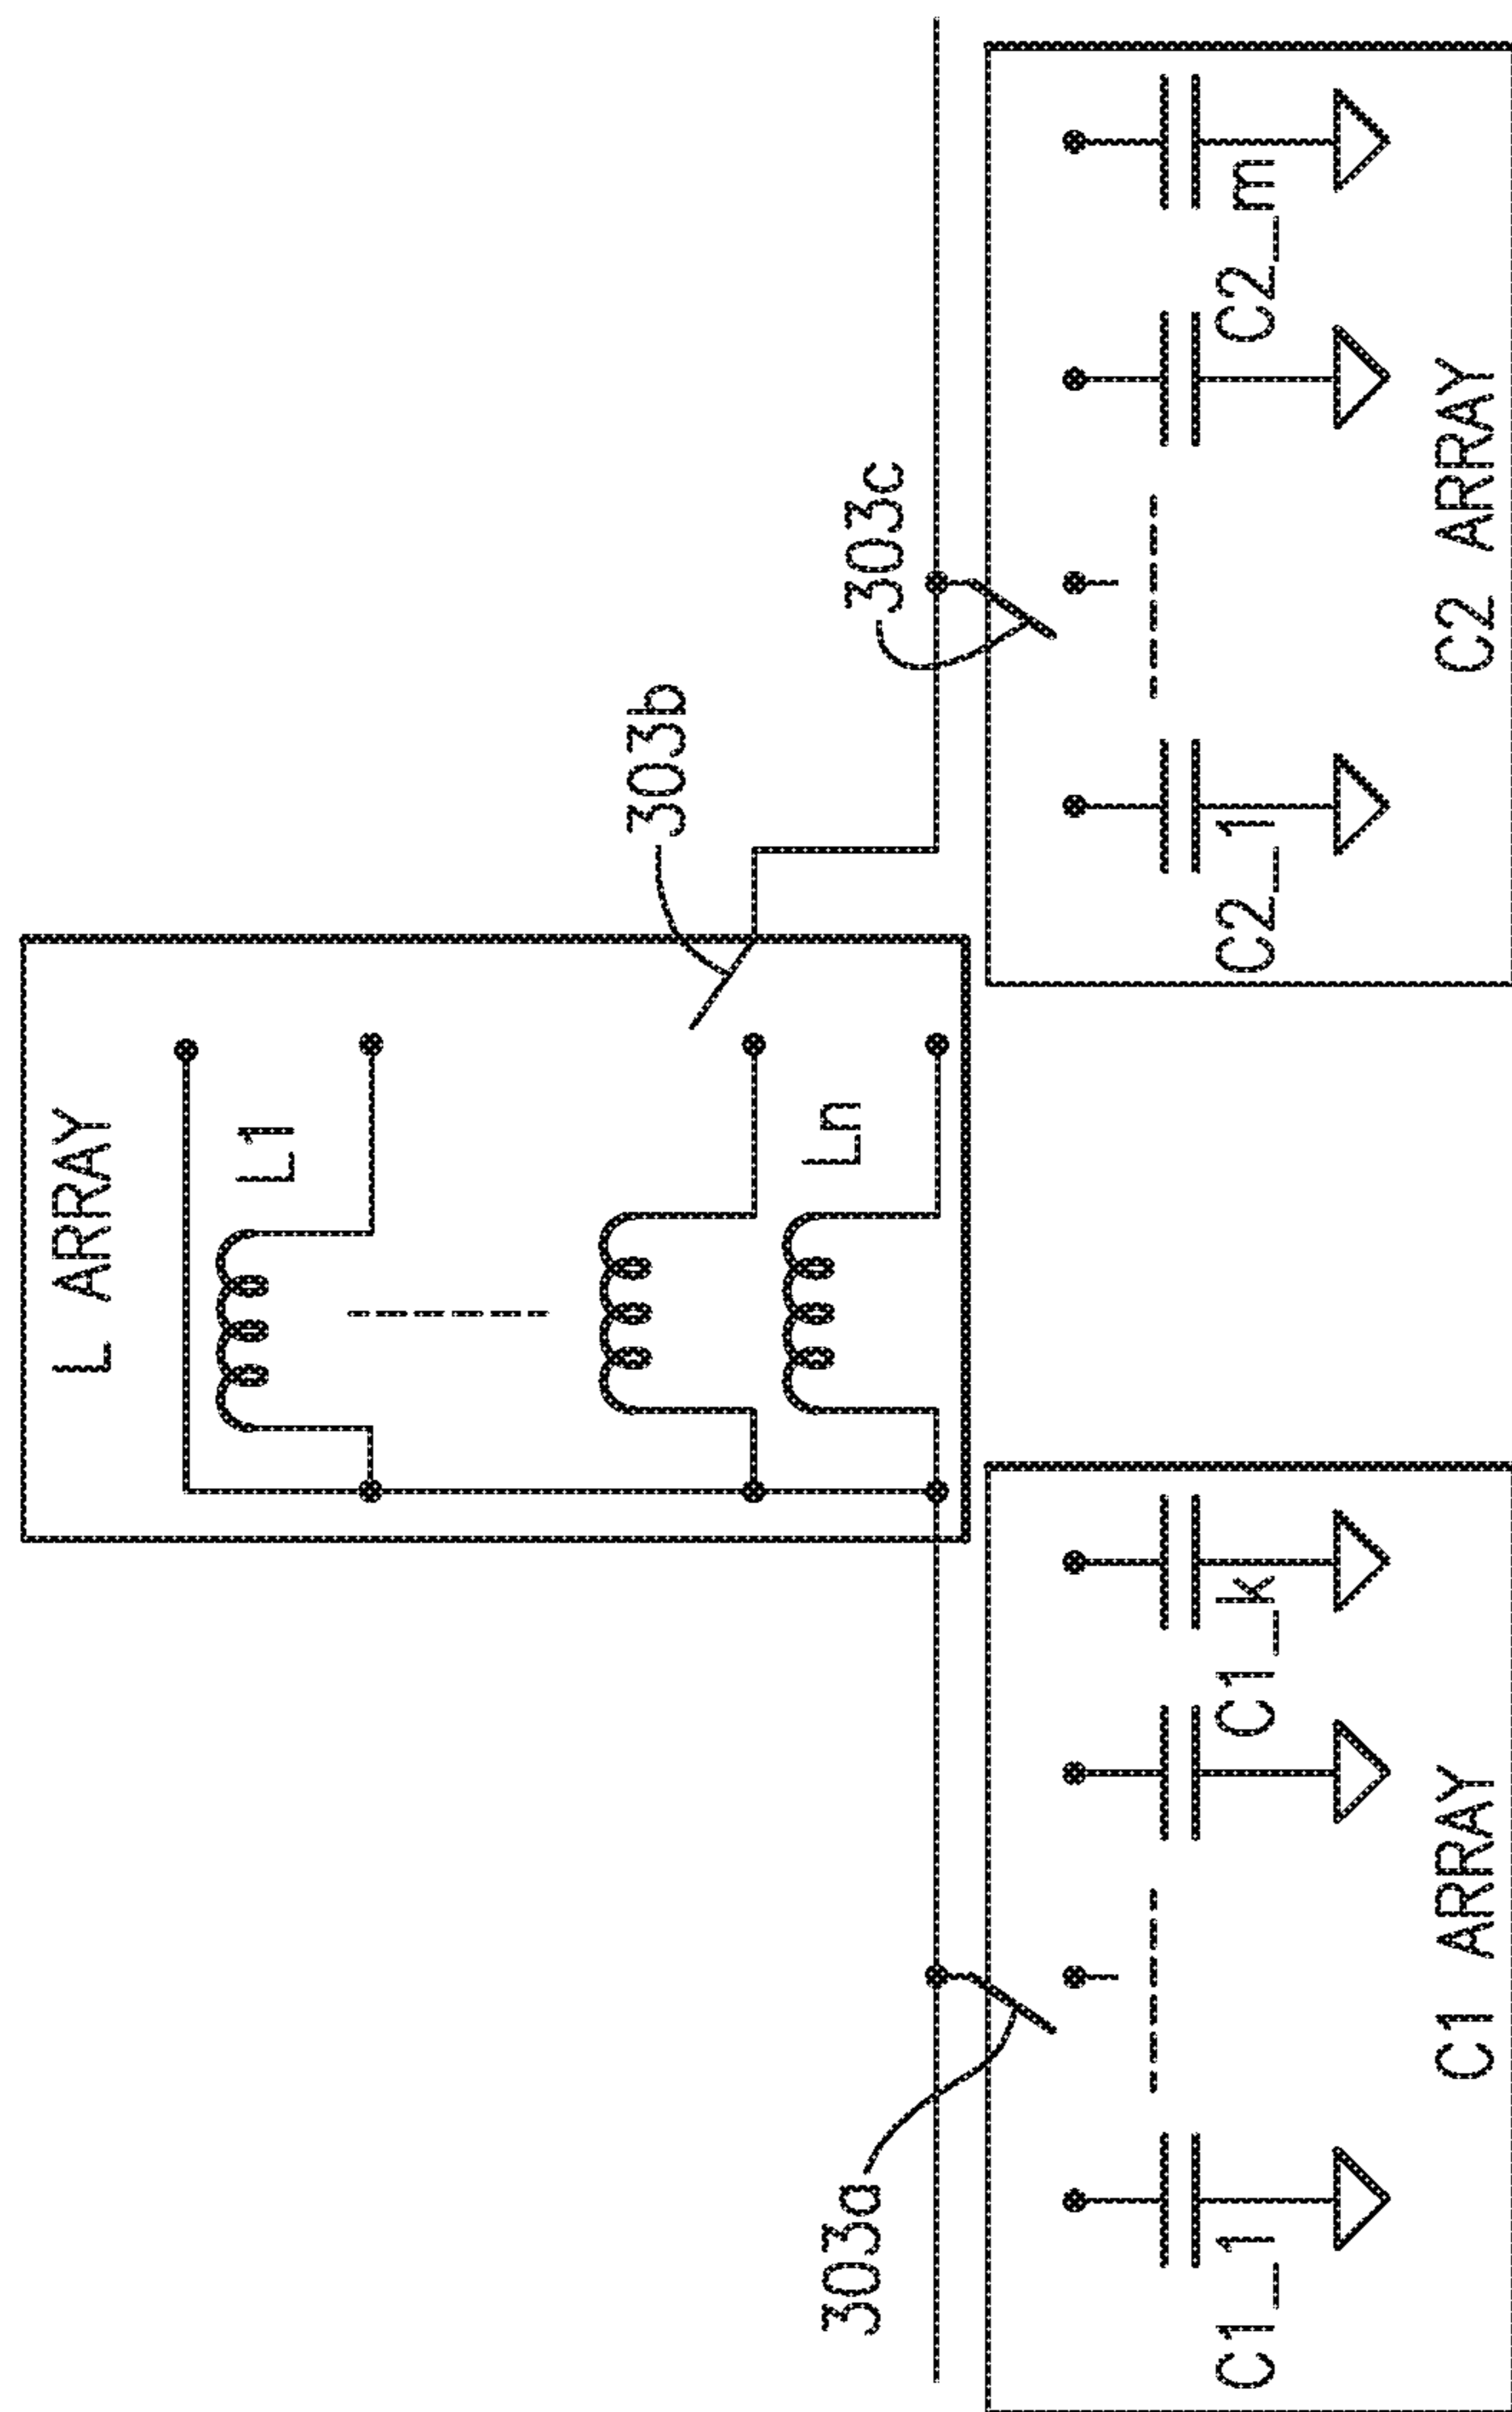 L ARRAY
L1
Ln
303b
303a
303c
C1_1
C1_k
C1 ARRAY
C2_1
C2_m
C2 ARRAY